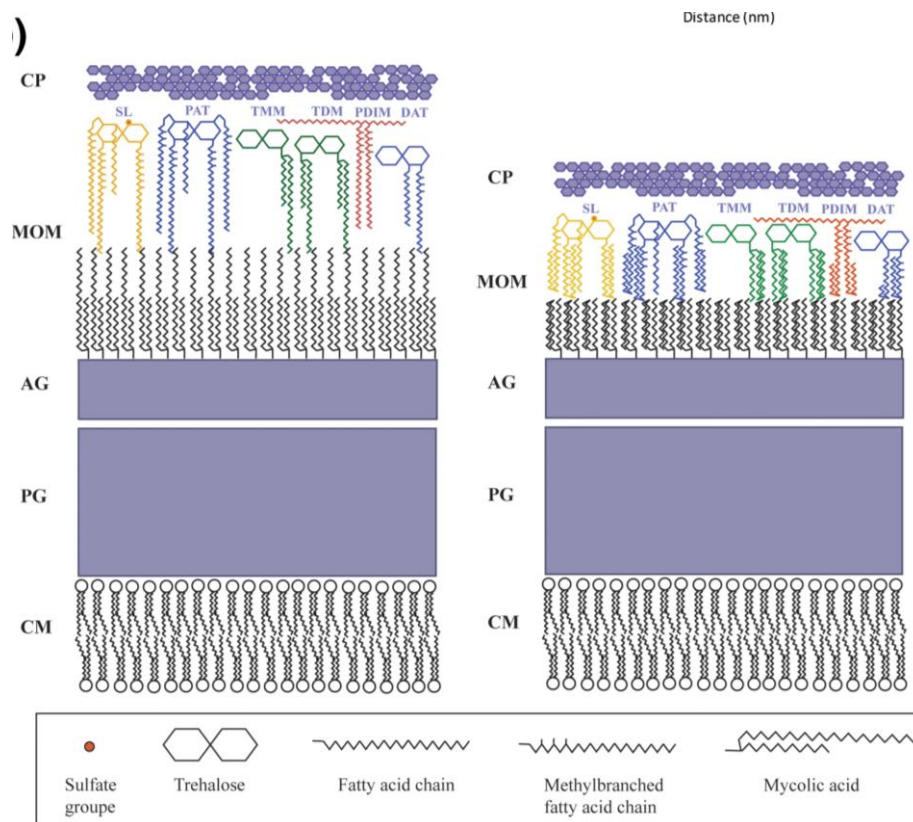 Distance (nm)
)
CP
SL PAT TMM TDM PDIM DAT
MOM
AG
PG
CM
CP
SL PAT TMM TDM PDIM DAT
MOM
AG
PG
CM
Sulfate
groupe
Trehalose
Fatty acid chain
Methylbranched
fatty acid chain
Mycolic acid